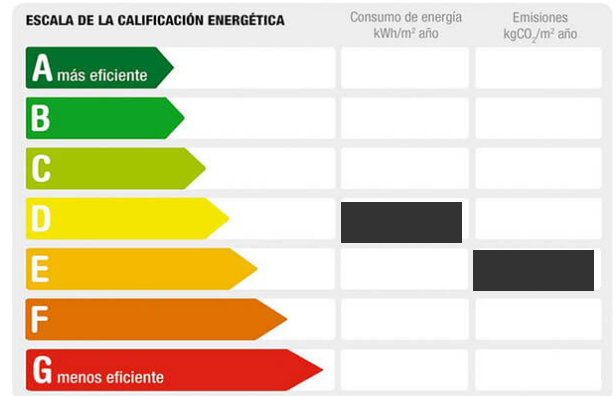 ESCALA DE LA CALIFICACIÓN ENERGÉTICA
Consumo de energía
kWh/m² año
Emisiones
kgCO₂/m² año
A más eficiente
B
C
D
E
F
G menos eficiente